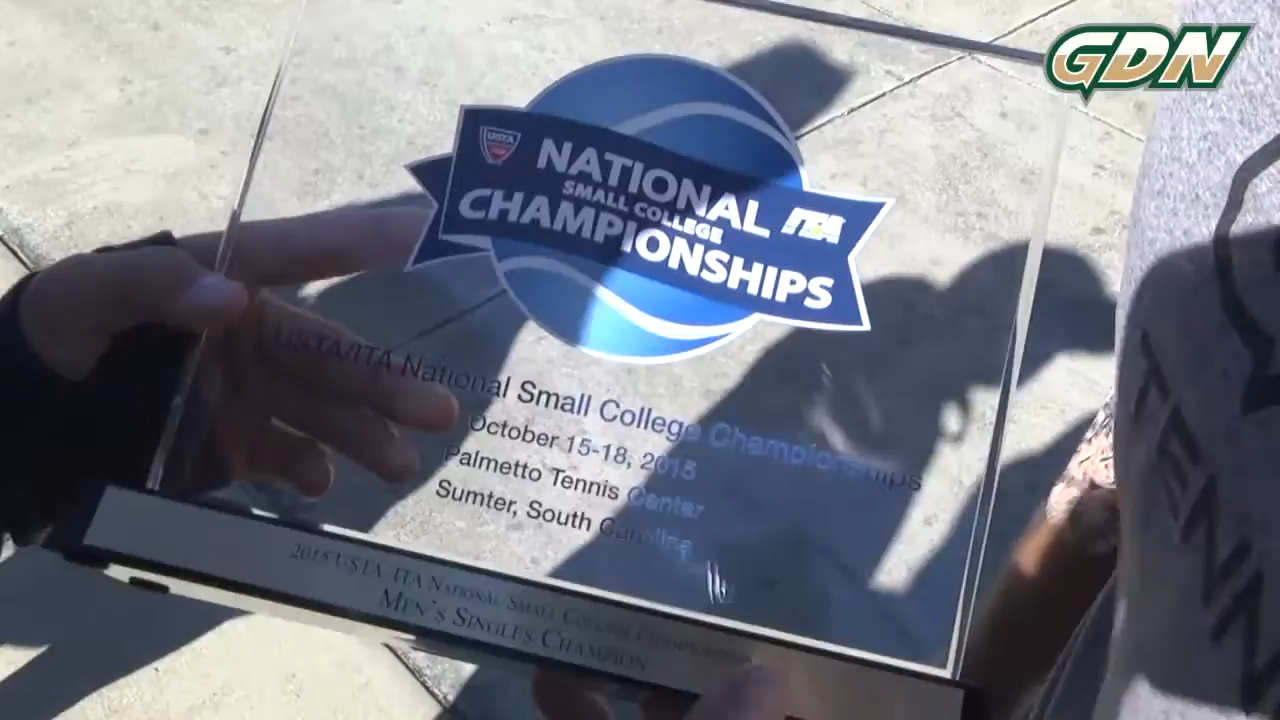 GDN
USTA
NATIONAL
SMALL COLLEGE
ITA
CHAMPIONSHIPS
USTA/ITA National Small College Championships
October 15-18, 2015
Palmetto Tennis Center
Sumter, South Carolina
2015 USTA ITA National Small College Championships
Men's Singles Champion
TENN